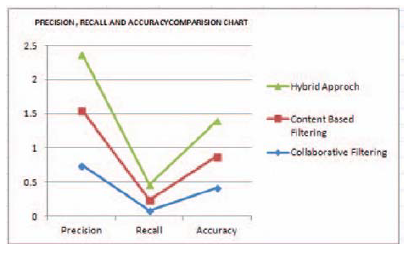 PRECISION, RECALL AND ACCURACYCOMPARISION CHART
2.5
2
1.5
1
0.5
0
Precision Recall Accuracy
Hybrid Approch
Content Based
Filtering
Collaborative Filtering